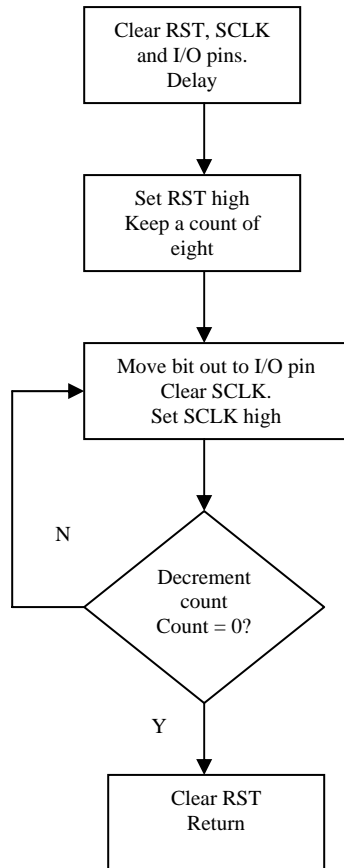 Clear RST, SCLK
and I/O pins.
Delay
Set RST high
Keep a count of
eight
Move bit out to I/O pin
Clear SCLK.
Set SCLK high
N
Decrement
count
Count = 0?
Y
Clear RST
Return